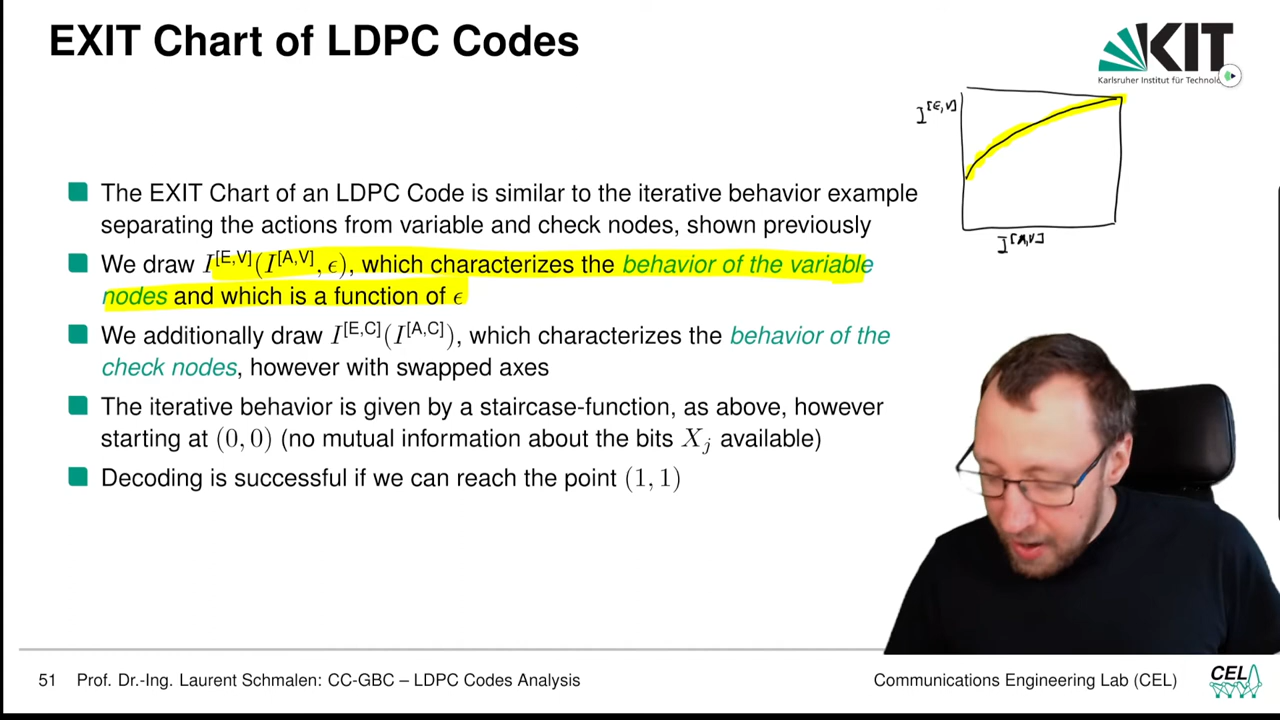 EXIT Chart of LDPC Codes
KIT
Karlsruher Institut für Technolo
I^[E,V]
I^[A,V]
The EXIT Chart of an LDPC Code is similar to the iterative behavior example
separating the actions from variable and check nodes, shown previously
We draw I^[E,V](I^[A,V], ϵ), which characterizes the behavior of the variable
nodes and which is a function of ϵ
We additionally draw I^[E,C](I^[A,C]), which characterizes the behavior of the
check nodes, however with swapped axes
The iterative behavior is given by a staircase-function, as above, however
starting at (0, 0) (no mutual information about the bits X_j available)
Decoding is successful if we can reach the point (1, 1)
51 Prof. Dr.-Ing. Laurent Schmalen: CC-GBC – LDPC Codes Analysis
Communications Engineering Lab (CEL)
CEL